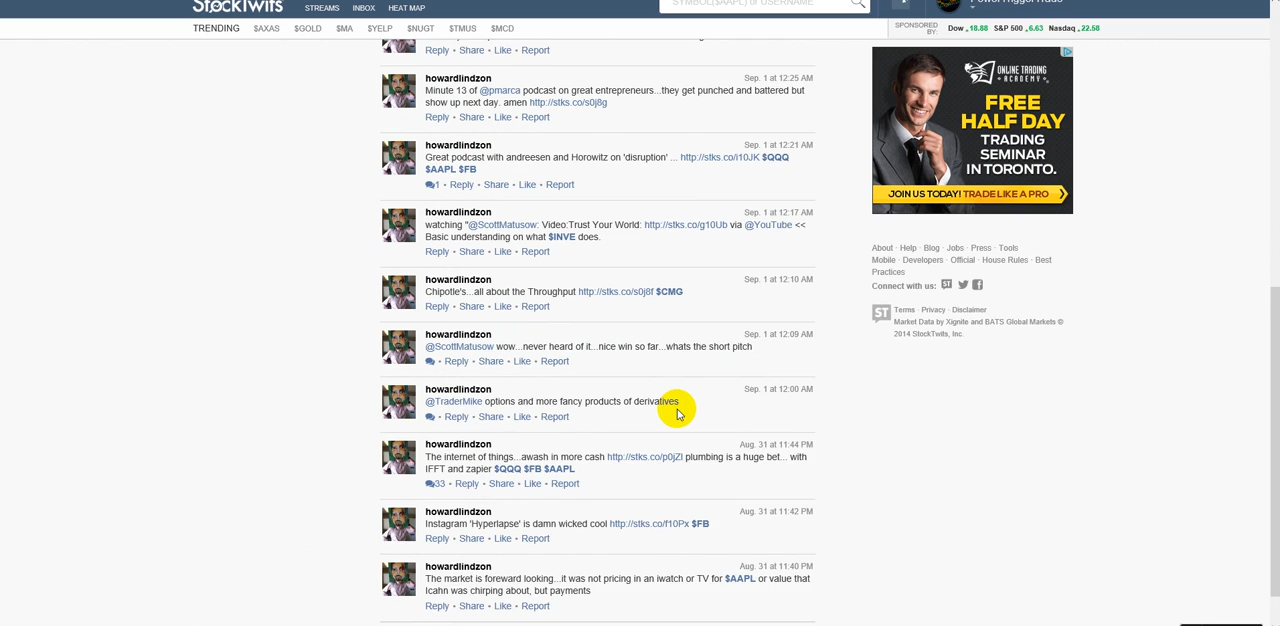 StockTwits STREAMS INBOX HEAT MAP SYMBOL($AAPL) or USERNAME PowerTriggerTrade
TRENDING $AXAS $GOLD $MA $YELP $NUGT $TMUS $MCD
SPONSORED BY: Dow 18.88 S&P 500 6.63 Nasdaq 22.58
Reply • Share • Like • Report
howardlindzon Sep. 1 at 12:25 AM
Minute 13 of @pmarca podcast on great entrepreneurs...they get punched and battered but
show up next day. amen http://stks.co/s0j8g
Reply • Share • Like • Report
howardlindzon Sep. 1 at 12:21 AM
Great podcast with andreesen and Horowitz on 'disruption' ... http://stks.co/i10JK $QQQ
$AAPL $FB
1 • Reply • Share • Like • Report
howardlindzon Sep. 1 at 12:17 AM
watching "@ScottMatusow: Video:Trust Your World: http://stks.co/g10Ub via @YouTube <<
Basic understanding on what $INVE does.
Reply • Share • Like • Report
howardlindzon Sep. 1 at 12:10 AM
Chipotle's...all about the Throughput http://stks.co/s0j8f $CMG
Reply • Share • Like • Report
howardlindzon Sep. 1 at 12:09 AM
@ScottMatusow wow...never heard of it...nice win so far...whats the short pitch
• Reply • Share • Like • Report
howardlindzon Sep. 1 at 12:00 AM
@TraderMike options and more fancy products of derivatives
• Reply • Share • Like • Report
howardlindzon Aug. 31 at 11:44 PM
The internet of things...awash in more cash http://stks.co/p0jZl plumbing is a huge bet... with
IFFT and zapier $QQQ $FB $AAPL
33 • Reply • Share • Like • Report
howardlindzon Aug. 31 at 11:42 PM
Instagram 'Hyperlapse' is damn wicked cool http://stks.co/f10Px $FB
Reply • Share • Like • Report
howardlindzon Aug. 31 at 11:40 PM
The market is foreward looking...it was not pricing in an iwatch or TV for $AAPL or value that
Icahn was chirping about, but payments
Reply • Share • Like • Report
ONLINE TRADING
ACADEMY
FREE
HALF DAY
TRADING
SEMINAR
IN TORONTO.
JOIN US TODAY! TRADE LIKE A PRO
About · Help · Blog · Jobs · Press · Tools
Mobile · Developers · Official · House Rules · Best
Practices
Connect with us: ST
ST Terms · Privacy · Disclaimer
Market Data by Xignite and BATS Global Markets ©
2014 StockTwits, Inc.